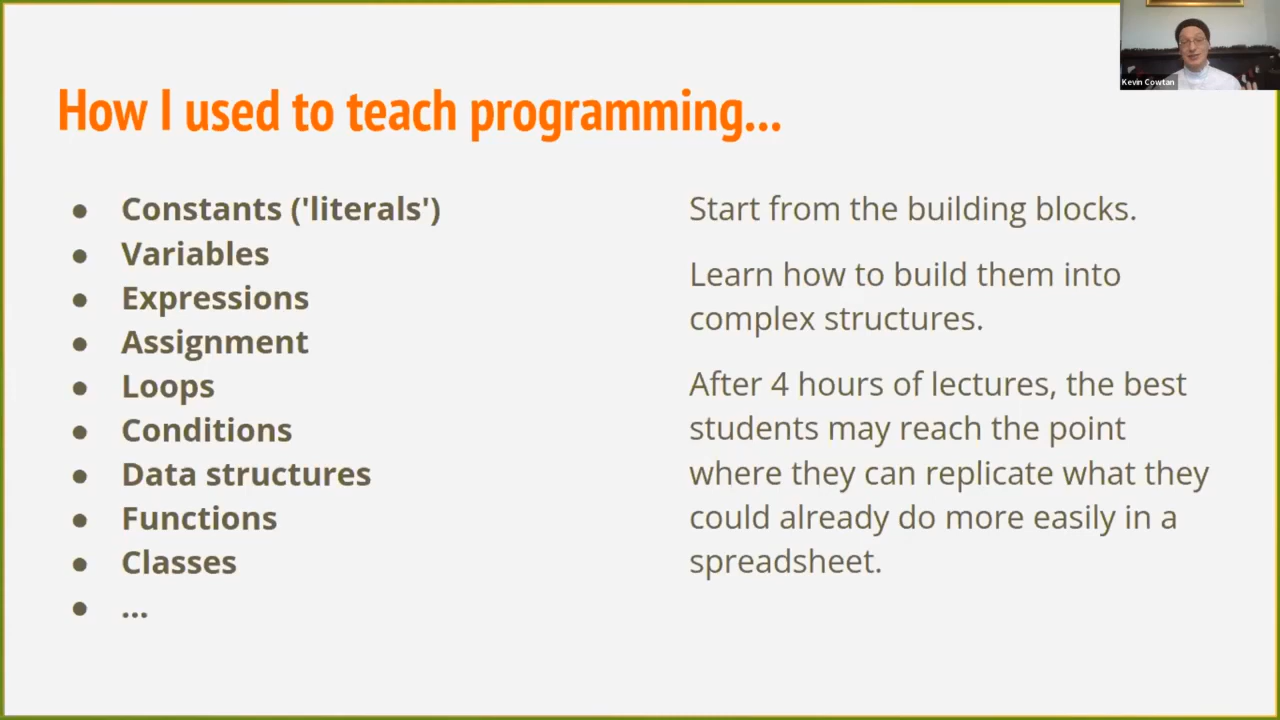 Kevin Cowtan
How I used to teach programming...
● Constants ('literals')
● Variables
● Expressions
● Assignment
● Loops
● Conditions
● Data structures
● Functions
● Classes
● ...
Start from the building blocks.
Learn how to build them into
complex structures.
After 4 hours of lectures, the best
students may reach the point
where they can replicate what they
could already do more easily in a
spreadsheet.